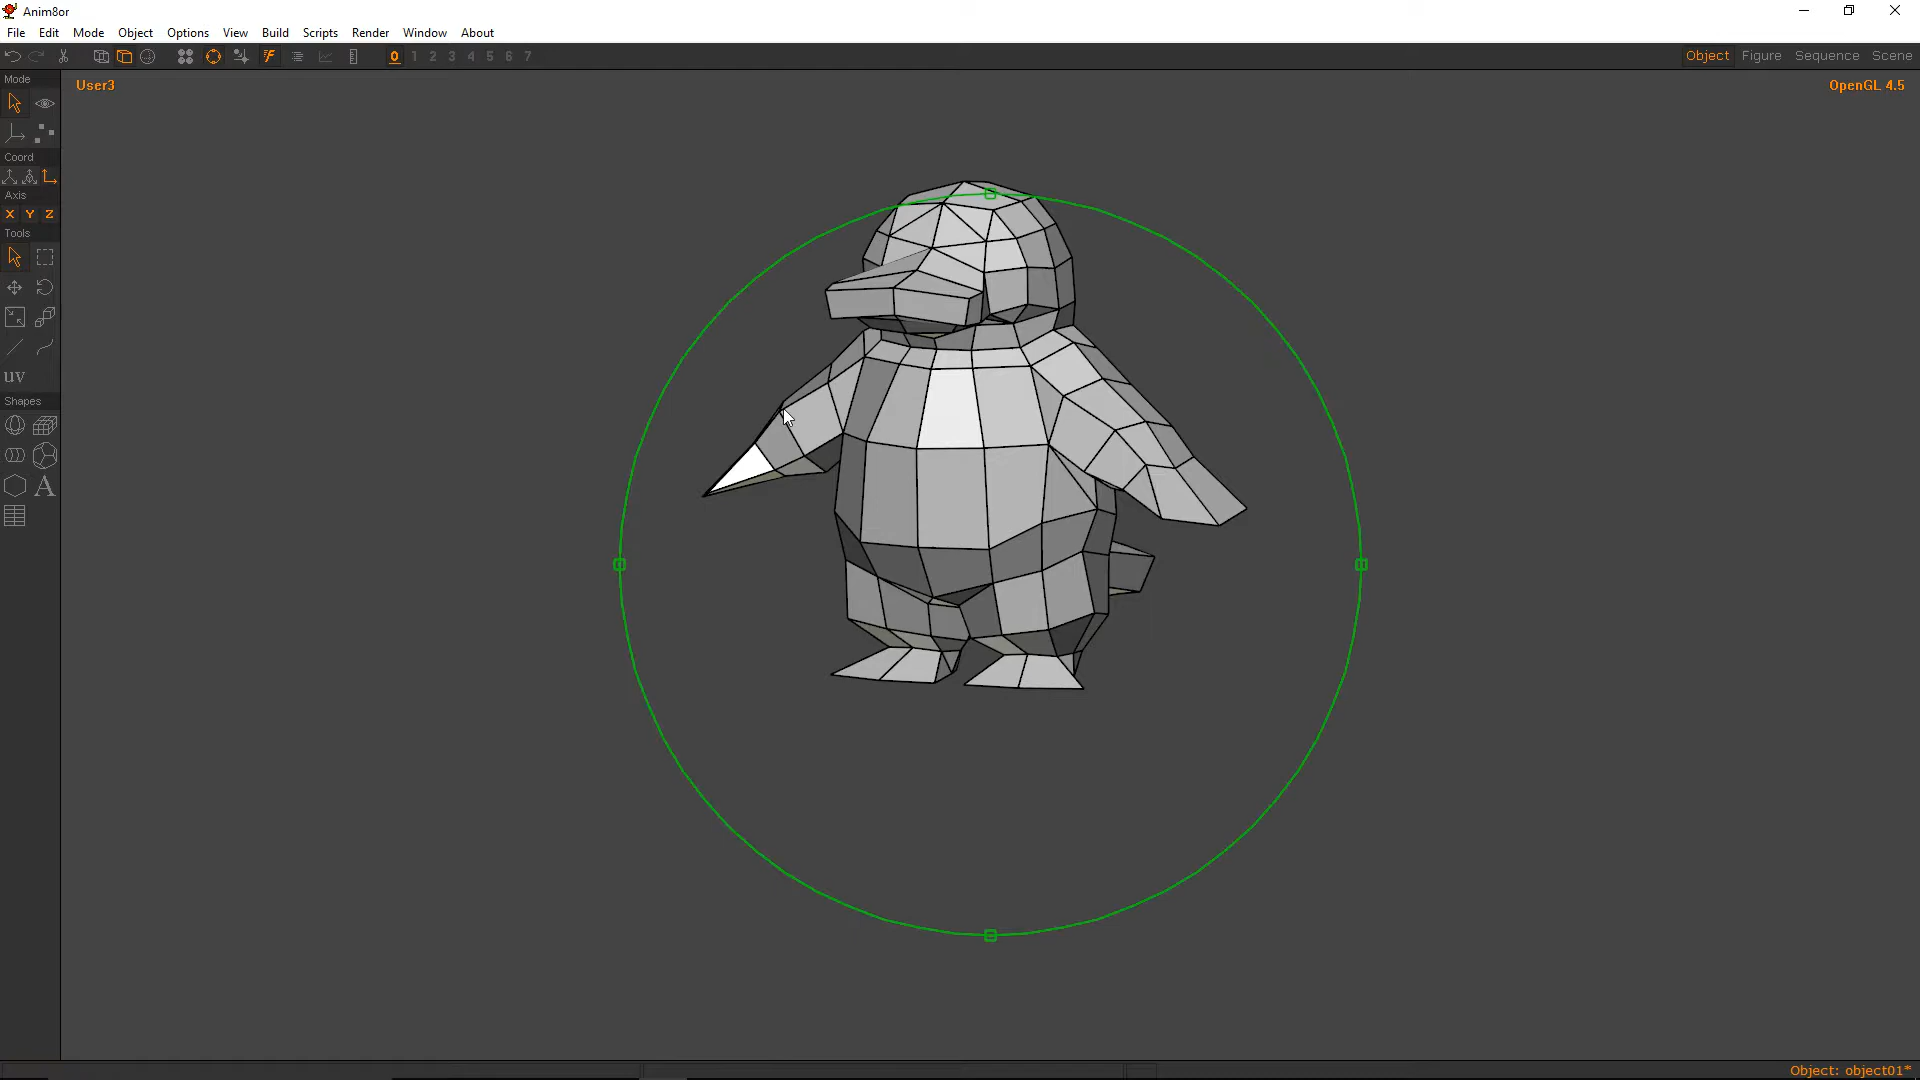 Anim8or
File Edit Mode Object Options View Build Scripts Render Window About
0 1 2 3 4 5 6 7 Object Figure Sequence Scene
Mode
User3 OpenGL 4.5
Coord
Axis
X Y Z
Tools
uv
Shapes
A
Object: object01*